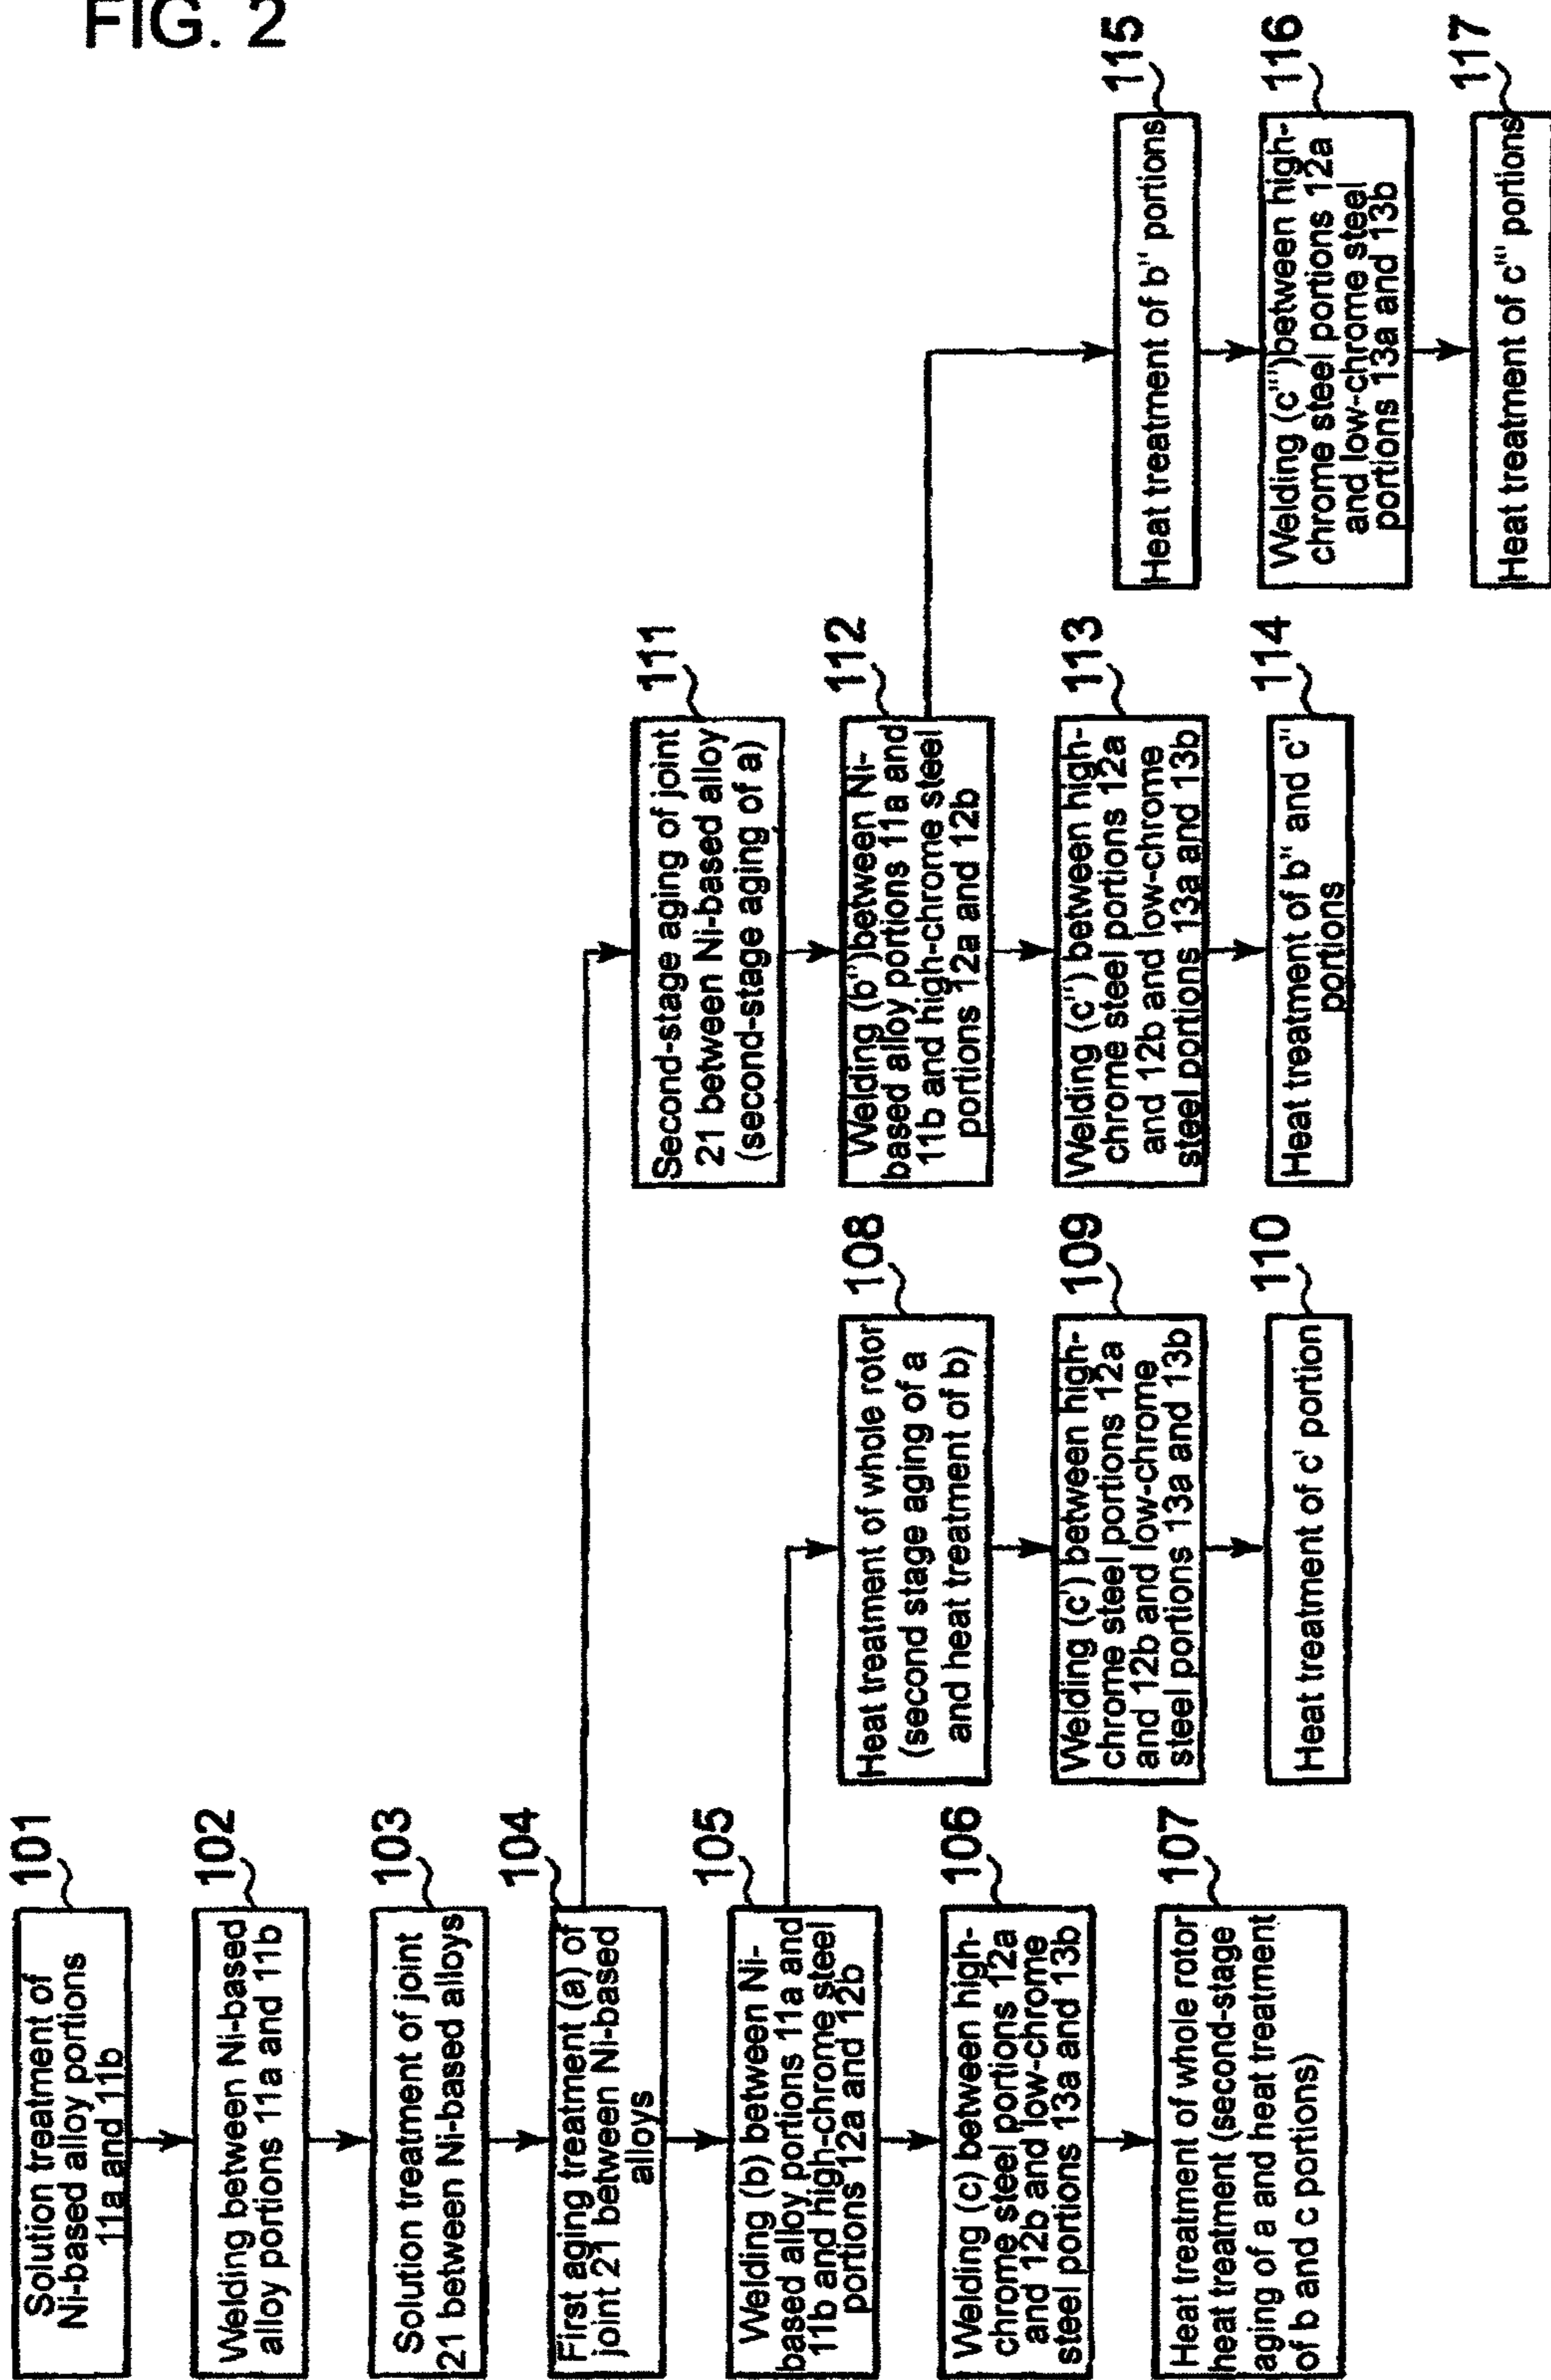 FIG. 2
101
Solution treatment of
Ni-based alloy portions
11a and 11b
102
Welding between Ni-based
alloy portions 11a and 11b
103
Solution treatment of joint
21 between Ni-based alloys
104
First aging treatment (a) of
joint 21 between Ni-based
alloys
105
Welding (b) between Ni-
based alloy portions 11a and
11b and high-chrome steel
portions 12a and 12b
106
Welding (c) between high-
chrome steel portions 12a
and 12b and low-chrome
steel portions 13a and 13b
107
Heat treatment of whole rotor
heat treatment (second-stage
aging of a and heat treatment
of b and c portions)
108
Heat treatment of whole rotor
(second stage aging of a
and heat treatment of b)
109
Welding (c') between high-
chrome steel portions 12a
and 12b and low-chrome
steel portions 13a and 13b
110
Heat treatment of c' portion
111
Second-stage aging of joint
21 between Ni-based alloy
(second-stage aging of a)
112
Welding (b'')between Ni-
based alloy portions 11a and
11b and high-chrome steel
portions 12a and 12b
113
Welding (c'') between high-
chrome steel portions 12a
and 12b and low-chrome
steel portions 13a and 13b
114
Heat treatment of b'' and c''
portions
115
Heat treatment of b'' portions
116
Welding (c''')between high-
chrome steel portions 12a
and low-chrome steel
portions 13a and 13b
117
Heat treatment of c''' portions